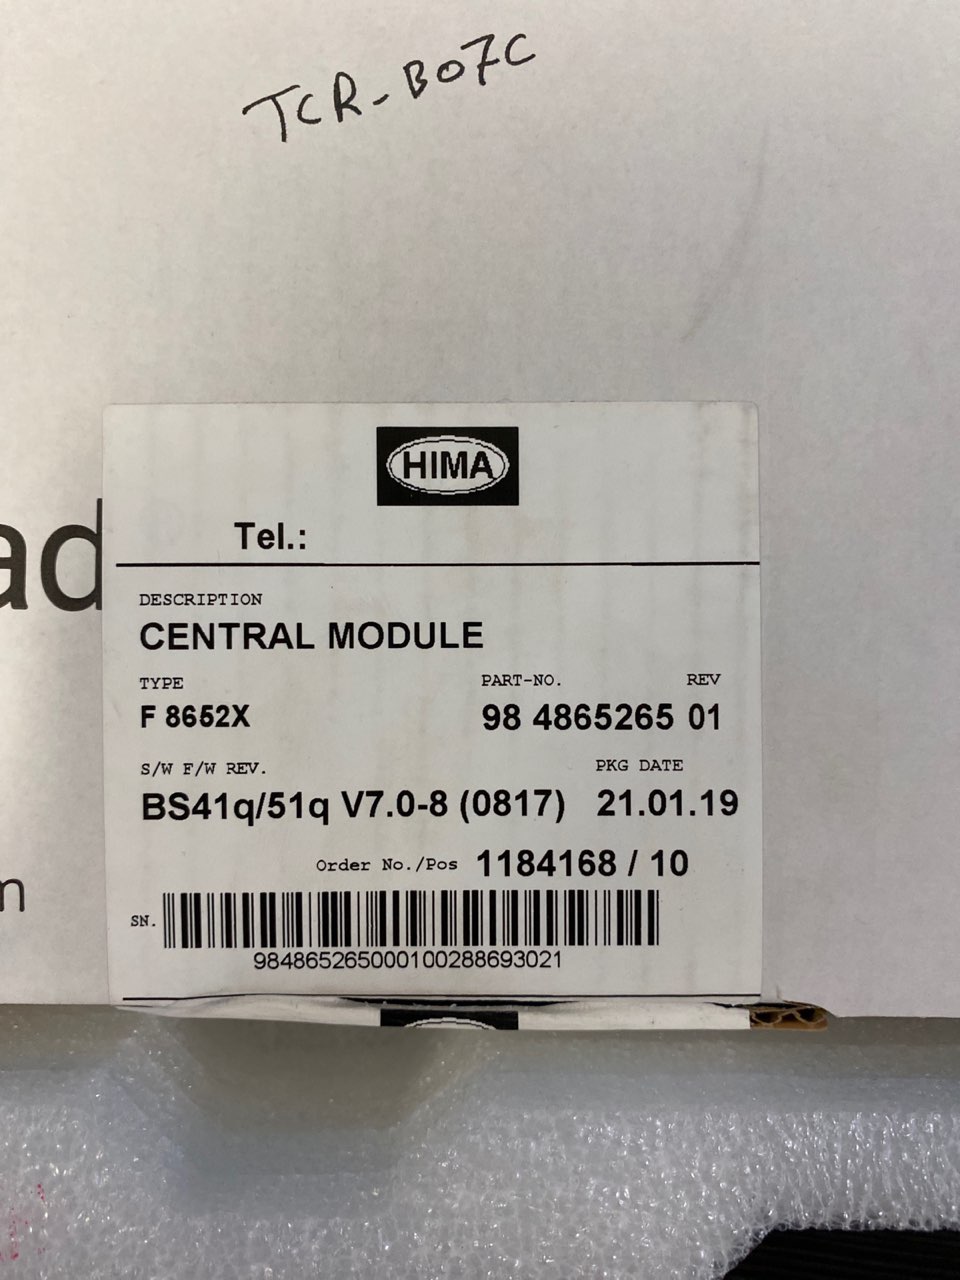 TCR-B07C
HIMA
Tel.:
ad
DESCRIPTION
CENTRAL MODULE
TYPE PART-NO. REV
F 8652X 98 4865265 01
S/W F/W REV. PKG DATE
BS41q/51q V7.0-8 (0817) 21.01.19
Order No./Pos 1184168 / 10
m
SN.
984865265000100288693021